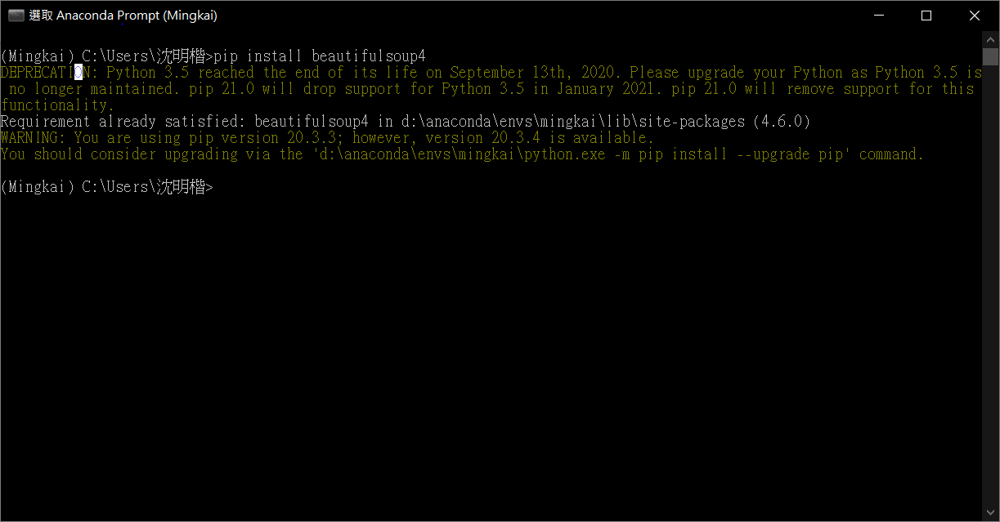 選取 Anaconda Prompt (Mingkai)
(Mingkai) C:\Users\沈明楷>pip install beautifulsoup4
DEPRECATION: Python 3.5 reached the end of its life on September 13th, 2020. Please upgrade your Python as Python 3.5 is
no longer maintained. pip 21.0 will drop support for Python 3.5 in January 2021. pip 21.0 will remove support for this
functionality.
Requirement already satisfied: beautifulsoup4 in d:\anaconda\envs\mingkai\lib\site-packages (4.6.0)
WARNING: You are using pip version 20.3.3; however, version 20.3.4 is available.
You should consider upgrading via the 'd:\anaconda\envs\mingkai\python.exe -m pip install --upgrade pip' command.
(Mingkai) C:\Users\沈明楷>